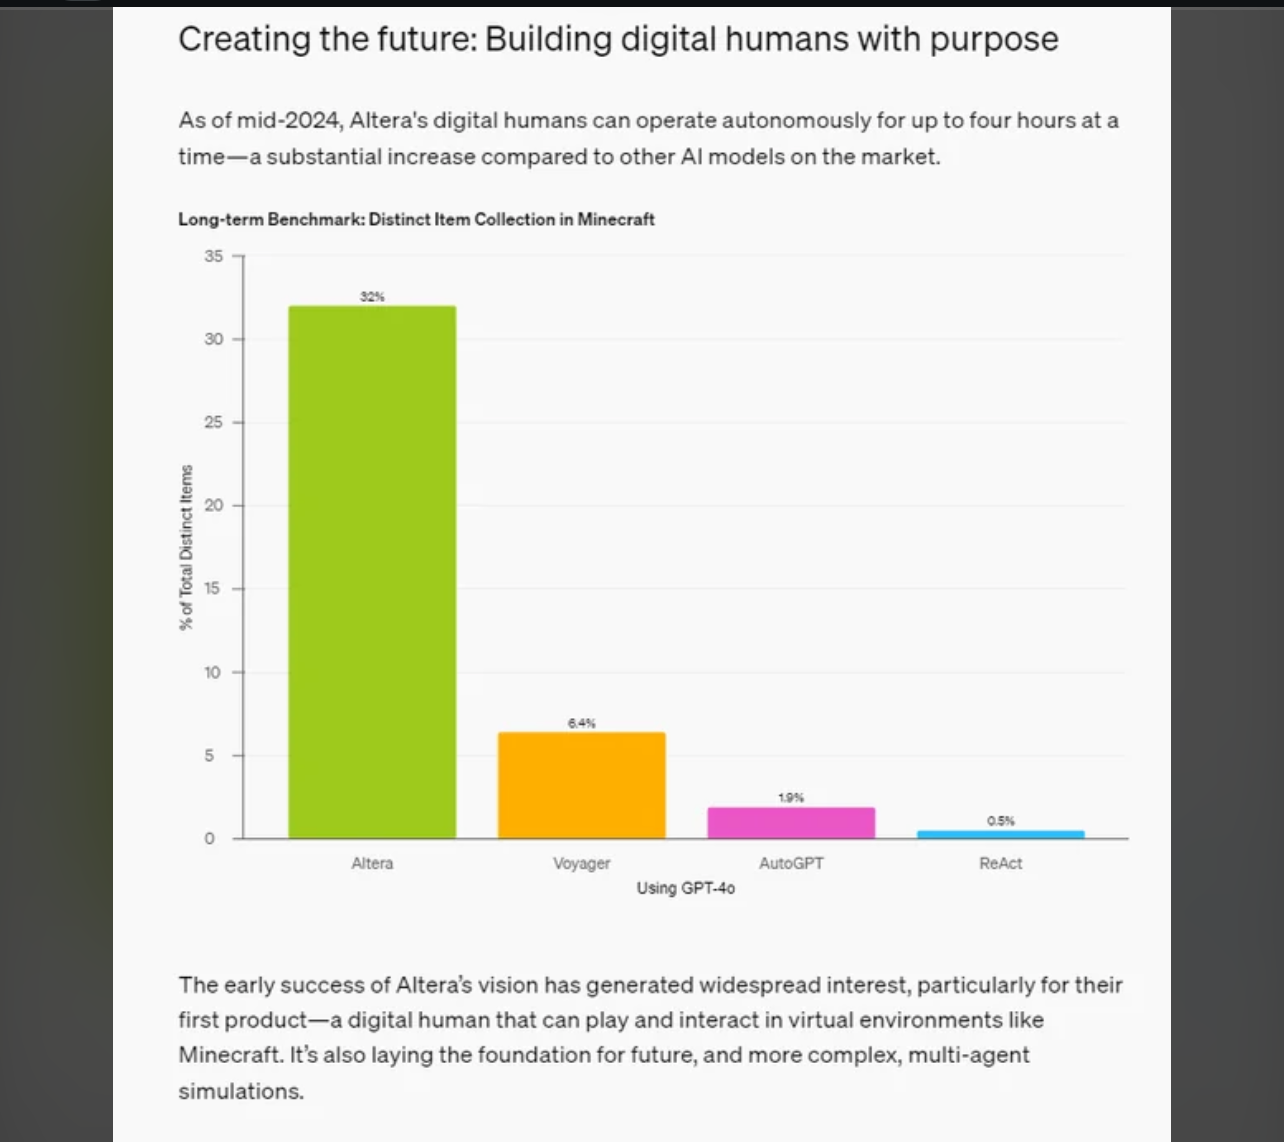 Creating the future: Building digital humans with purpose
As of mid-2024, Altera's digital humans can operate autonomously for up to four hours at a
time—a substantial increase compared to other AI models on the market.
Long-term Benchmark: Distinct Item Collection in Minecraft
% of Total Distinct Items
35
30
25
20
15
10
5
0
32%
6.4%
1.9%
0.5%
Altera
Voyager
AutoGPT
ReAct
Using GPT-4o
The early success of Altera’s vision has generated widespread interest, particularly for their
first product—a digital human that can play and interact in virtual environments like
Minecraft. It’s also laying the foundation for future, and more complex, multi-agent
simulations.